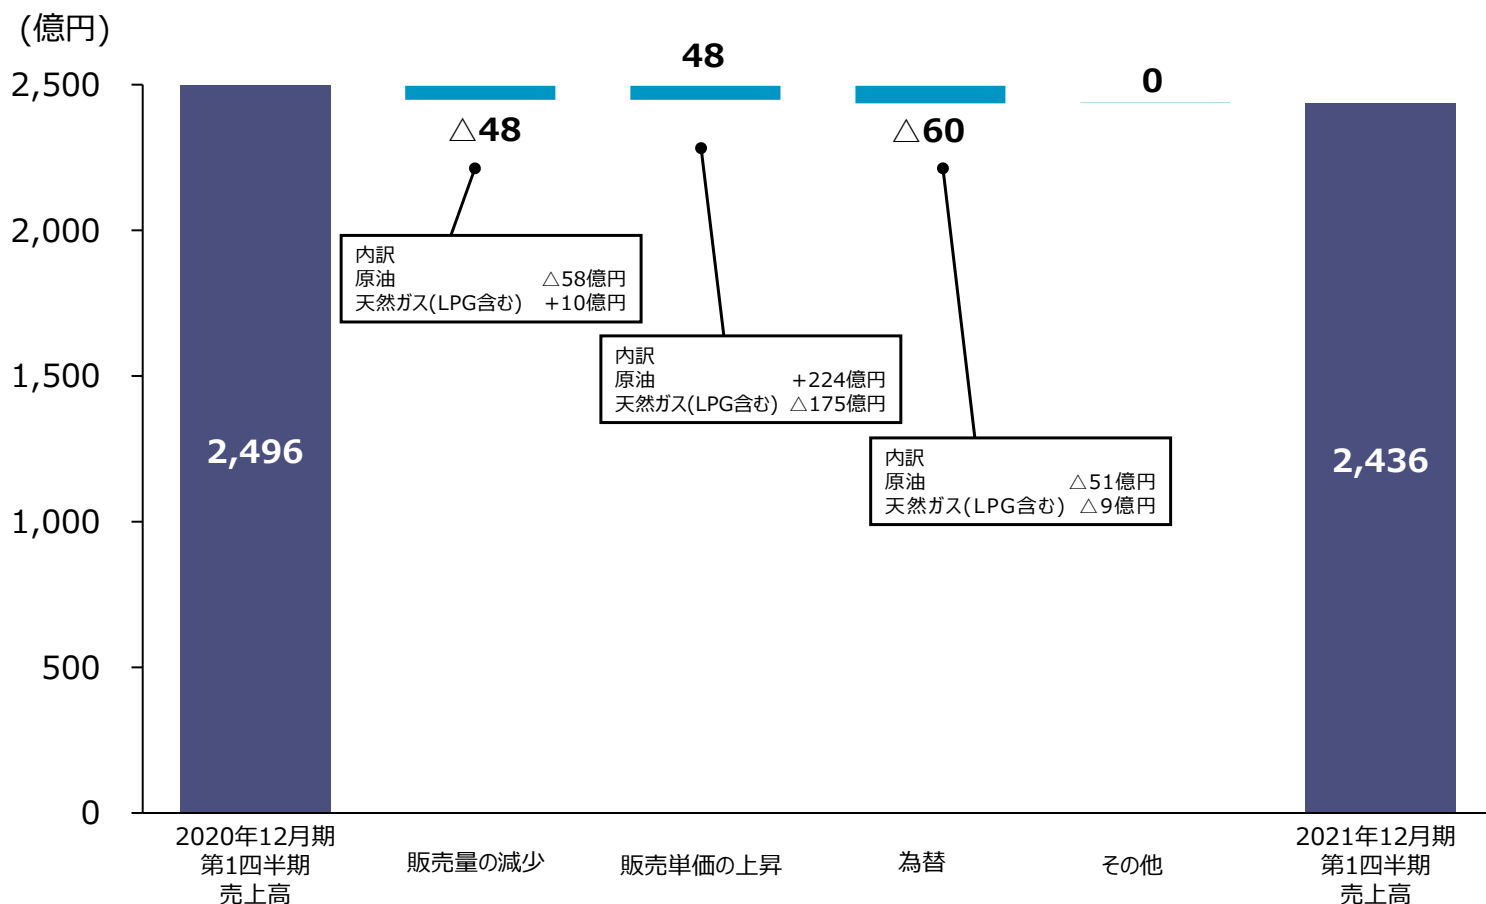 (億円)
2,500
2,000
1,500
1,000
500
0
2,496
△48
48
△60
0
2,436
内訳
原油 △58億円
天然ガス(LPG含む) +10億円
内訳
原油 +224億円
天然ガス(LPG含む) △175億円
内訳
原油 △51億円
天然ガス(LPG含む) △9億円
2020年12月期
第1四半期
売上高
販売量の減少
販売単価の上昇
為替
その他
2021年12月期
第1四半期
売上高